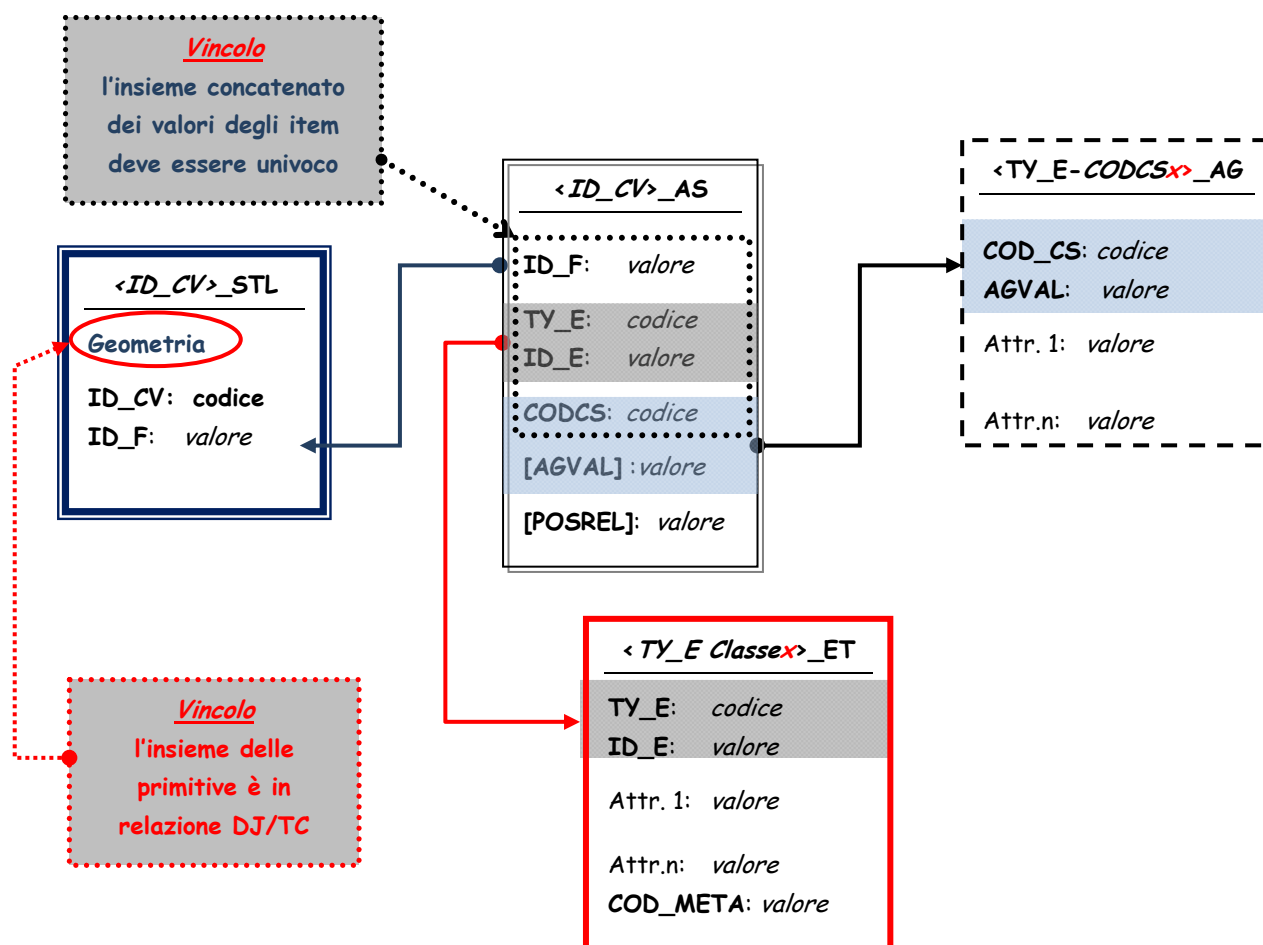 Vincolo
l'insieme concatenato
dei valori degli item
deve essere univoco
<ID_CV>_STL
Geometria
ID_CV: codice
ID_F: valore
<ID_CV>_AS
ID_F: valore
TY_E: codice
ID_E: valore
CODCS: codice
[AGVAL] :valore
[POSREL]: valore
<TY_E-CODCSx>_AG
COD_CS: codice
AGVAL: valore
Attr. 1: valore
Attr.n: valore
Vincolo
l'insieme delle
primitive è in
relazione DJ/TC
<TY_E Classex>_ET
TY_E: codice
ID_E: valore
Attr. 1: valore
Attr.n: valore
COD_META: valore